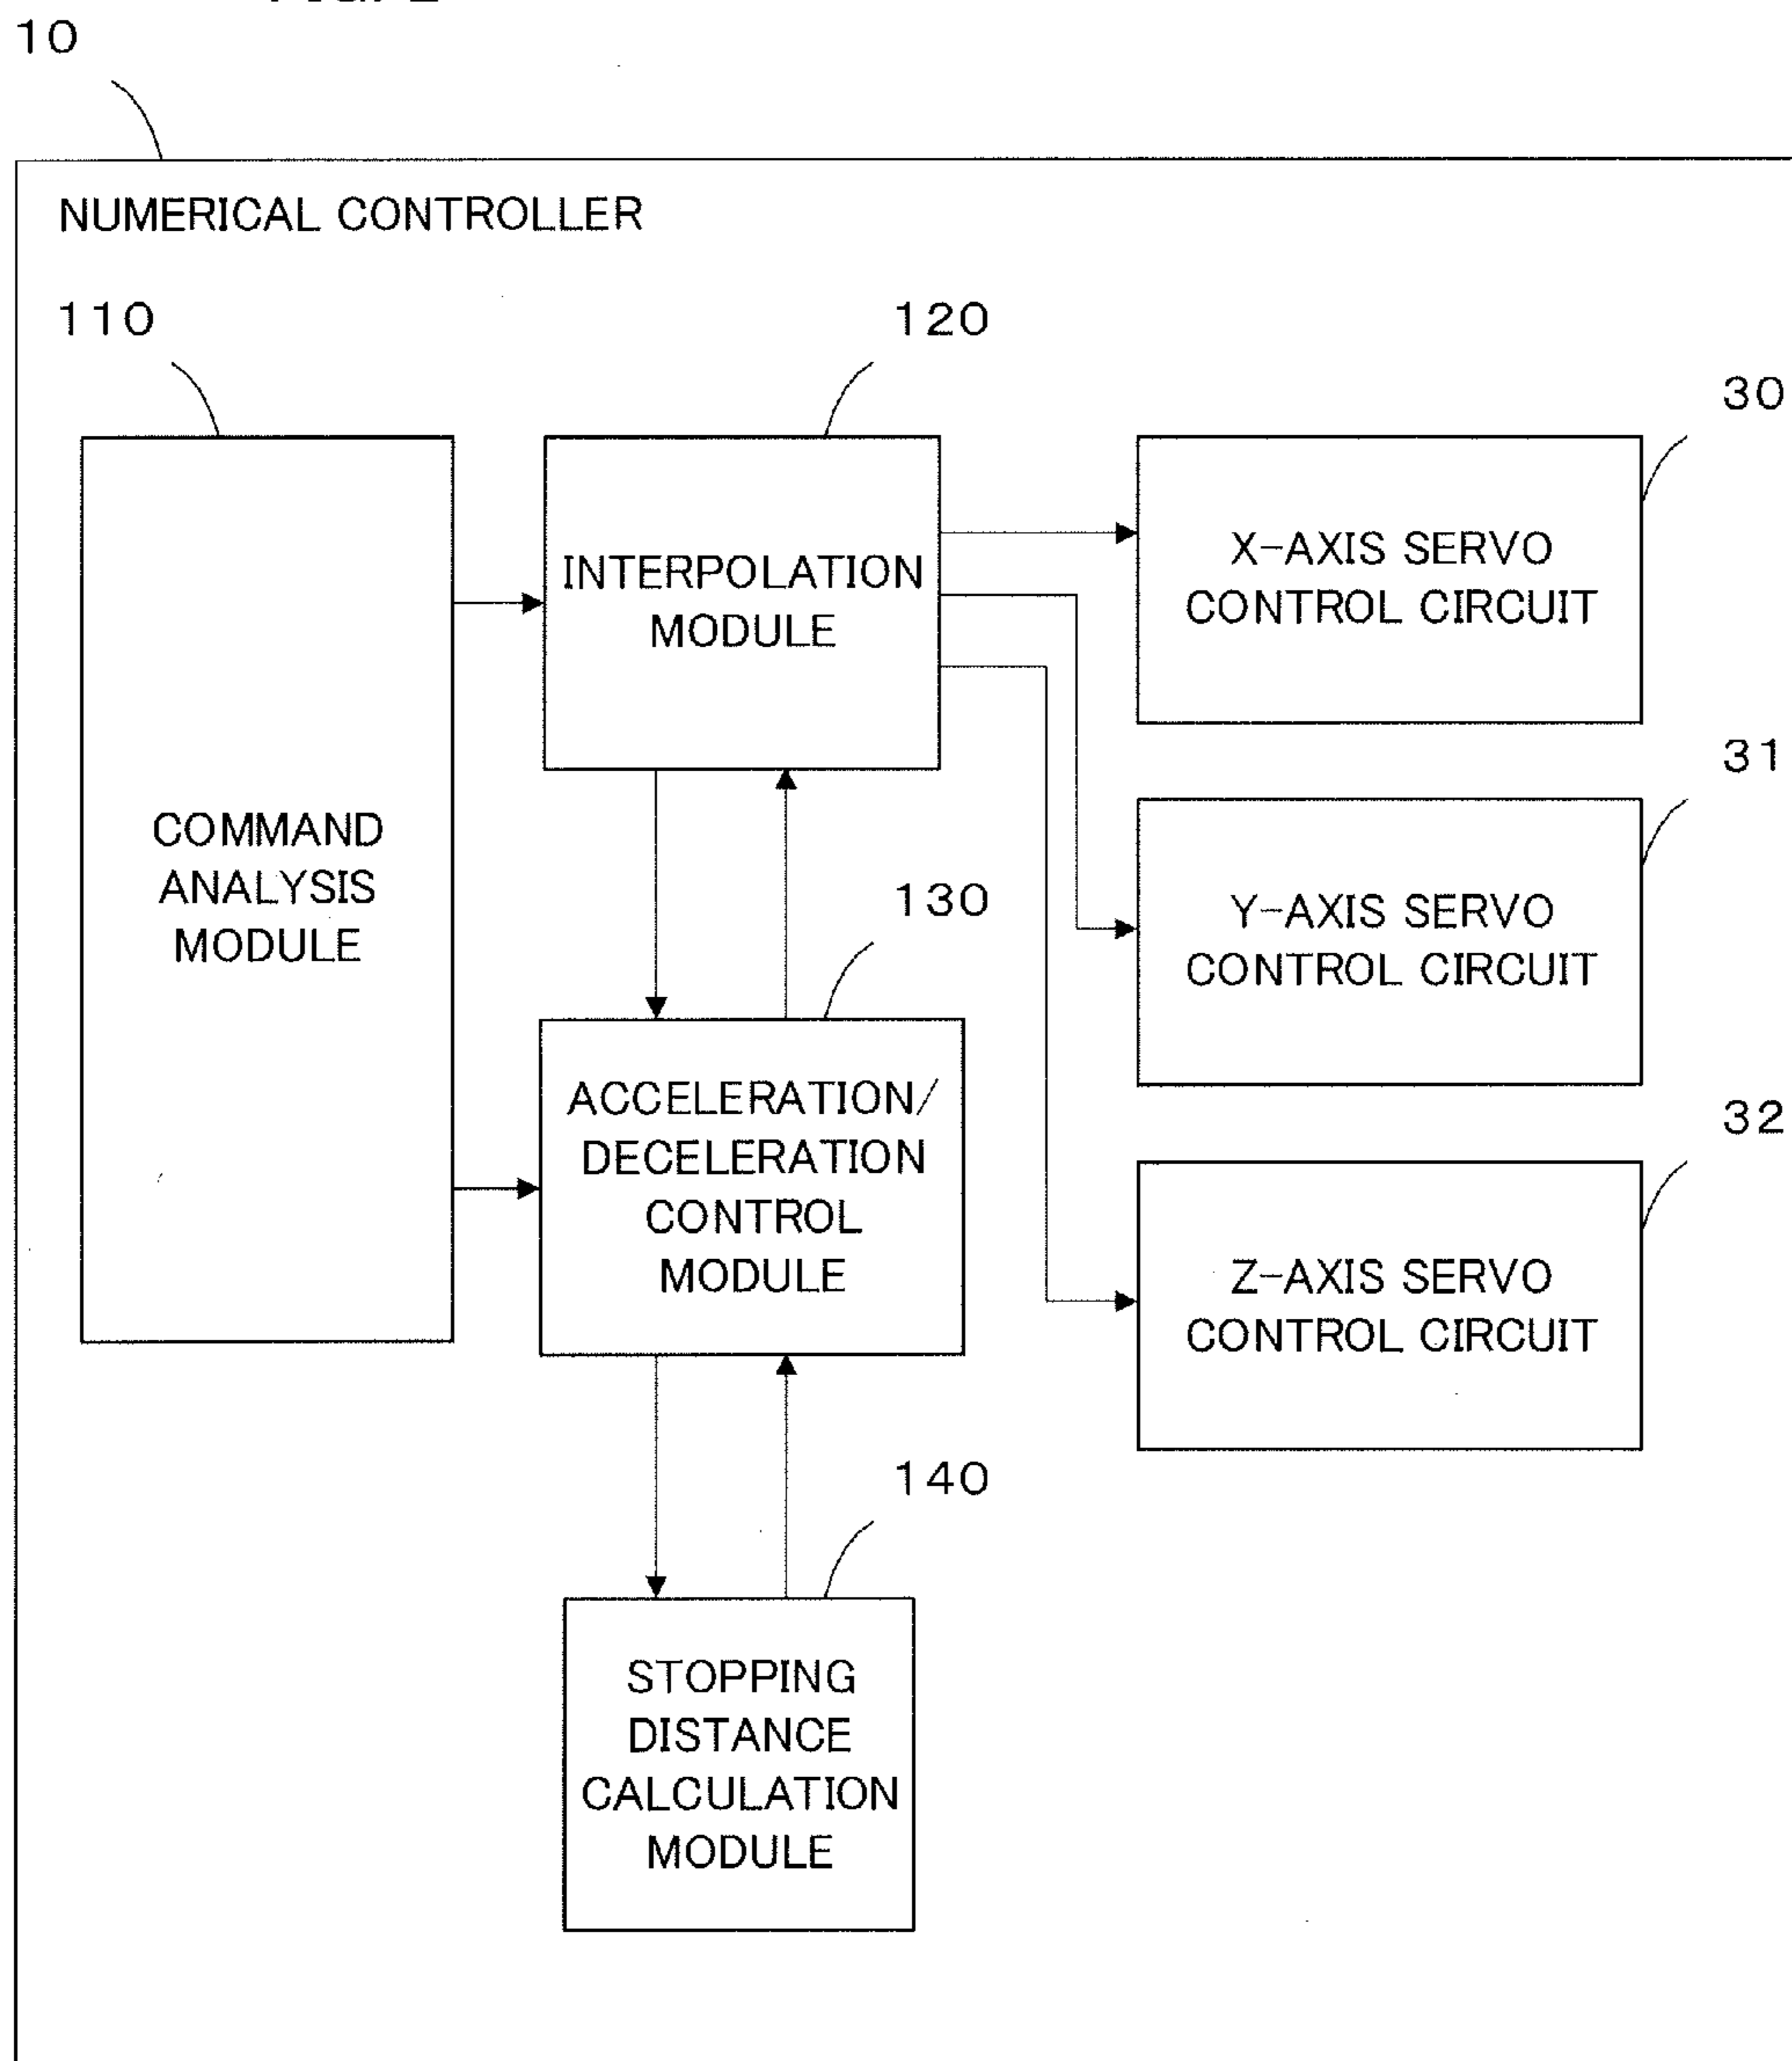 10
NUMERICAL CONTROLLER
110
120
30
INTERPOLATION
MODULE
X-AXIS SERVO
CONTROL CIRCUIT
31
COMMAND
ANALYSIS
MODULE
130
Y-AXIS SERVO
CONTROL CIRCUIT
ACCELERATION/
DECELERATION
CONTROL
MODULE
32
Z-AXIS SERVO
CONTROL CIRCUIT
140
STOPPING
DISTANCE
CALCULATION
MODULE